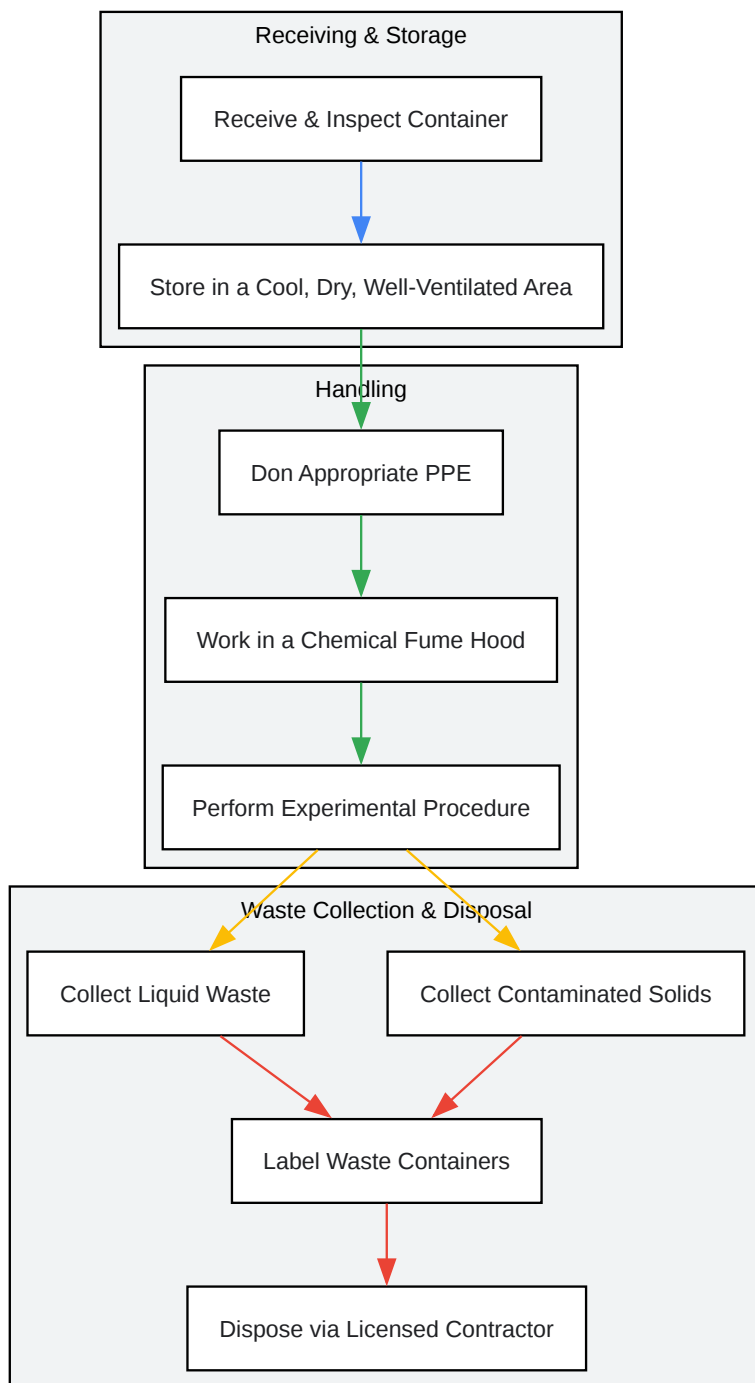 Receiving & Storage
Receive & Inspect Container
Store in a Cool, Dry, Well-Ventilated Area
Handling
Don Appropriate PPE
Work in a Chemical Fume Hood
Perform Experimental Procedure
Waste Collection & Disposal
Collect Liquid Waste
Collect Contaminated Solids
Label Waste Containers
Dispose via Licensed Contractor